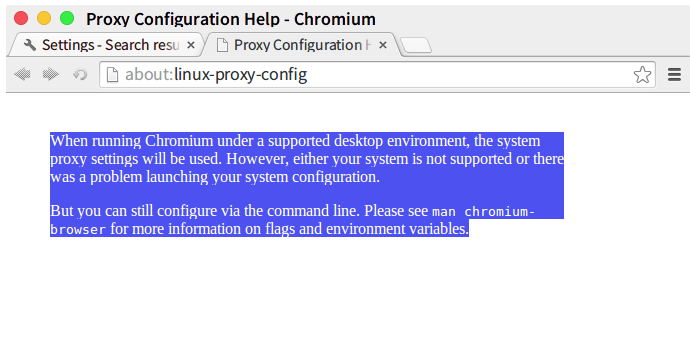 Proxy Configuration Help - Chromium
Settings - Search resu
Proxy Configuration H
about:linux-proxy-config
When running Chromium under a supported desktop environment, the system
proxy settings will be used. However, either your system is not supported or there
was a problem launching your system configuration.
But you can still configure via the command line. Please see man chromium-
browser for more information on flags and environment variables.